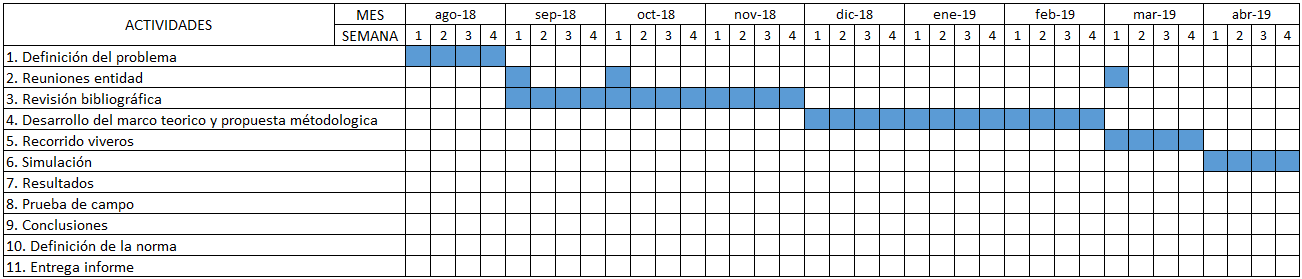 ACTIVIDADES MES ago-18 sep-18 oct-18 nov-18 dic-18 ene-19 feb-19 mar-19 abr-19
SEMANA 1 2 3 4 1 2 3 4 1 2 3 4 1 2 3 4 1 2 3 4 1 2 3 4 1 2 3 4 1 2 3 4 1 2 3 4
1. Definición del problema
2. Reuniones entidad
3. Revisión bibliográfica
4. Desarrollo del marco teorico y propuesta métodologica
5. Recorrido viveros
6. Simulación
7. Resultados
8. Prueba de campo
9. Conclusiones
10. Definición de la norma
11. Entrega informe